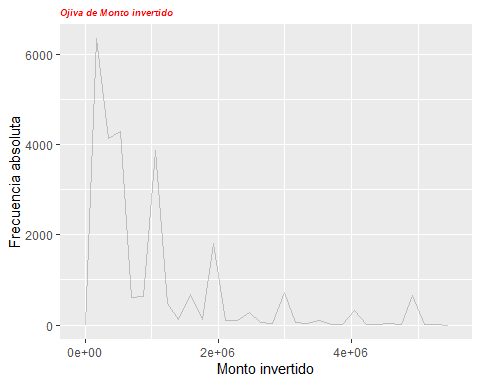 Ojiva de Monto invertido
Frecuencia absoluta
6000
4000
2000
0
0e+00 2e+06 4e+06
Monto invertido